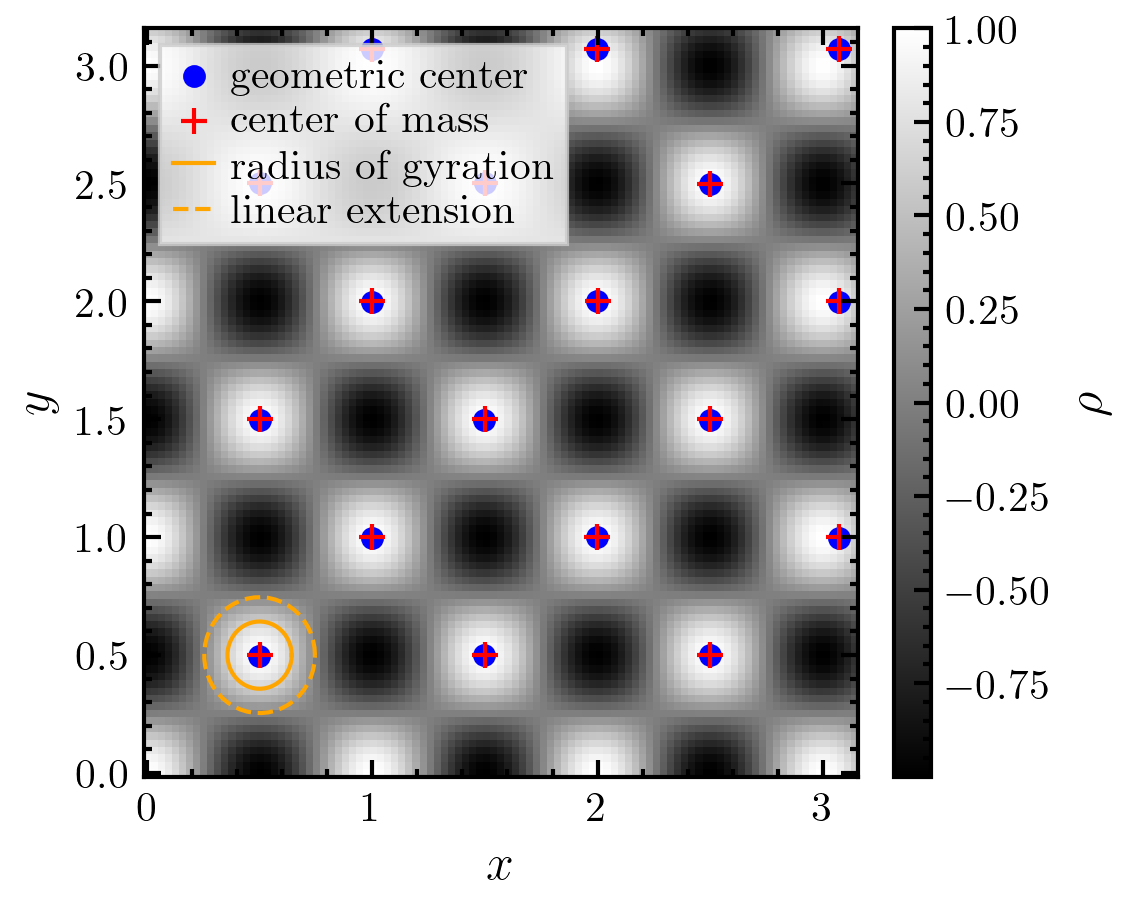 geometric center
center of mass
radius of gyration
linear extension
3.0
2.5
2.0
1.5
1.0
0.5
0.0
y
0
1
2
3
x
1.00
0.75
0.50
0.25
0.00
−0.25
−0.50
−0.75
ρ